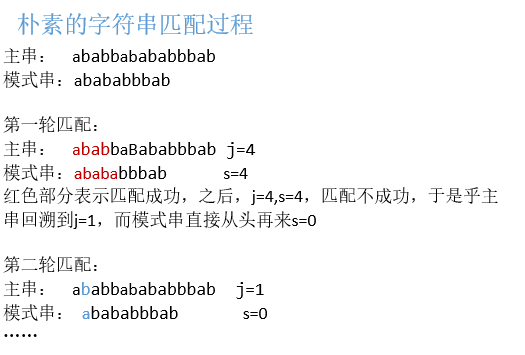 朴素的字符串匹配过程
主串： ababbabababbbab
模式串：abababbbab
第一轮匹配：
主串： ababbaBababbbab j=4
模式串：abababbbab s=4
红色部分表示匹配成功，之后，j=4,s=4，匹配不成功，于是乎主
串回溯到j=1，而模式串直接从头再来s=0
第二轮匹配：
主串： ababbabababbbab j=1
模式串： abababbbab s=0
……